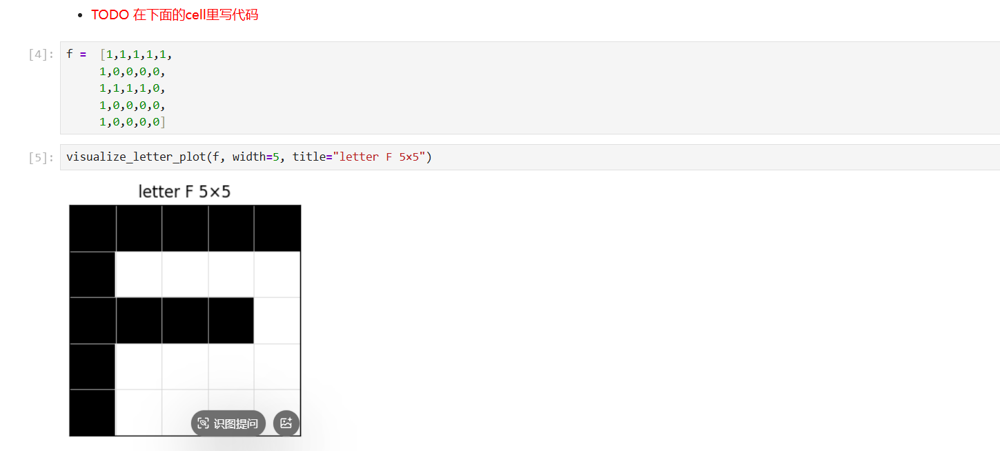 • TODO 在下面的cell里写代码
[4]: f = [1,1,1,1,1,
1,0,0,0,0,
1,1,1,1,0,
1,0,0,0,0,
1,0,0,0,0]
[5]: visualize_letter_plot(f, width=5, title="letter F 5×5")
letter F 5×5
识图提问